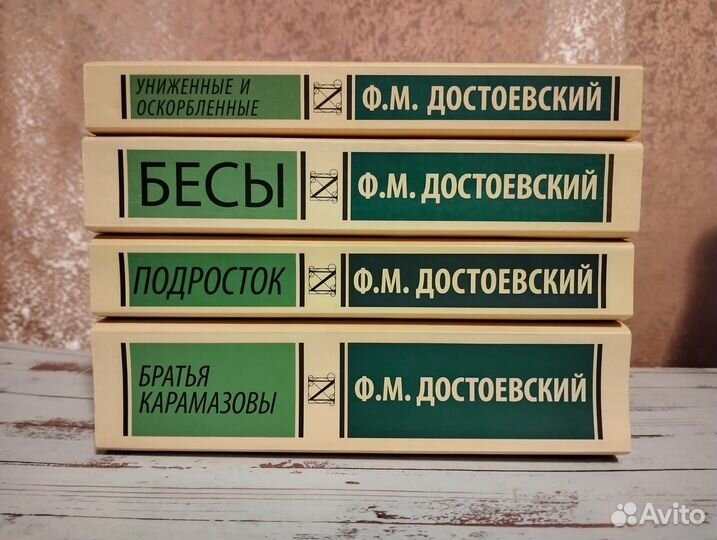 УНИЖЕННЫЕ И
ОСКОРБЛЕННЫЕ
Ф.М. ДОСТОЕВСКИЙ
БЕСЫ
Ф.М. ДОСТОЕВСКИЙ
ПОДРОСТОК
Ф.М. ДОСТОЕВСКИЙ
БРАТЬЯ
КАРАМАЗОВЫ
Ф.М. ДОСТОЕВСКИЙ
Avito